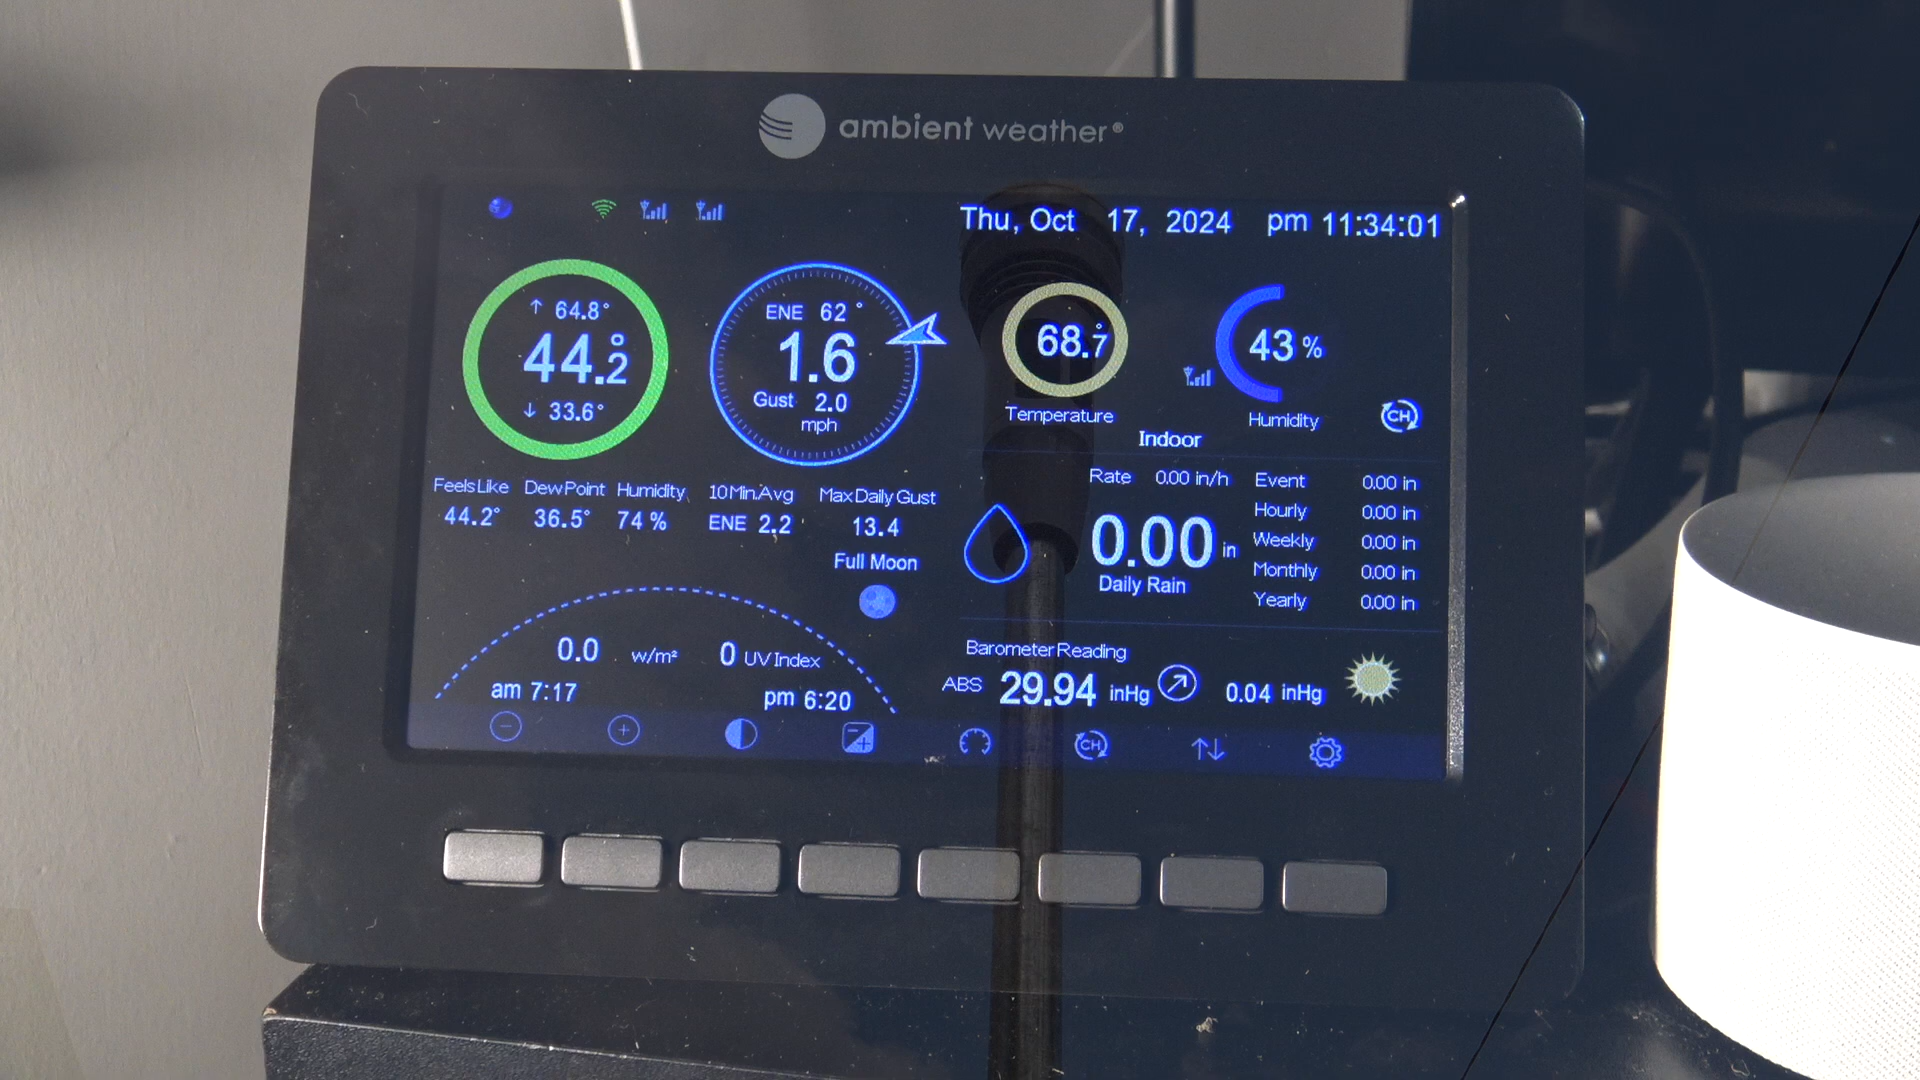 ambient weather®
Thu, Oct 17, 2024 pm 11:34:01
↑ 64.8°
44.2°
↓ 33.6°
Feels Like Dew Point Humidity
44.2° 36.5° 74 %
ENE 62 °
1.6
Gust 2.0
mph
10 Min.Avg Max Daily Gust
ENE 2.2 13.4
Full Moon
0.0 w/m² 0 UV Index
am 7:17 pm 6:20
68.7°
Temperature
43 %
Humidity
CH
Indoor
Rate 0.00 in/h
0.00 in
Daily Rain
Event 0.00 in
Hourly 0.00 in
Weekly 0.00 in
Monthly 0.00 in
Yearly 0.00 in
Barometer Reading
ABS 29.94 inHg 0.04 inHg
CH